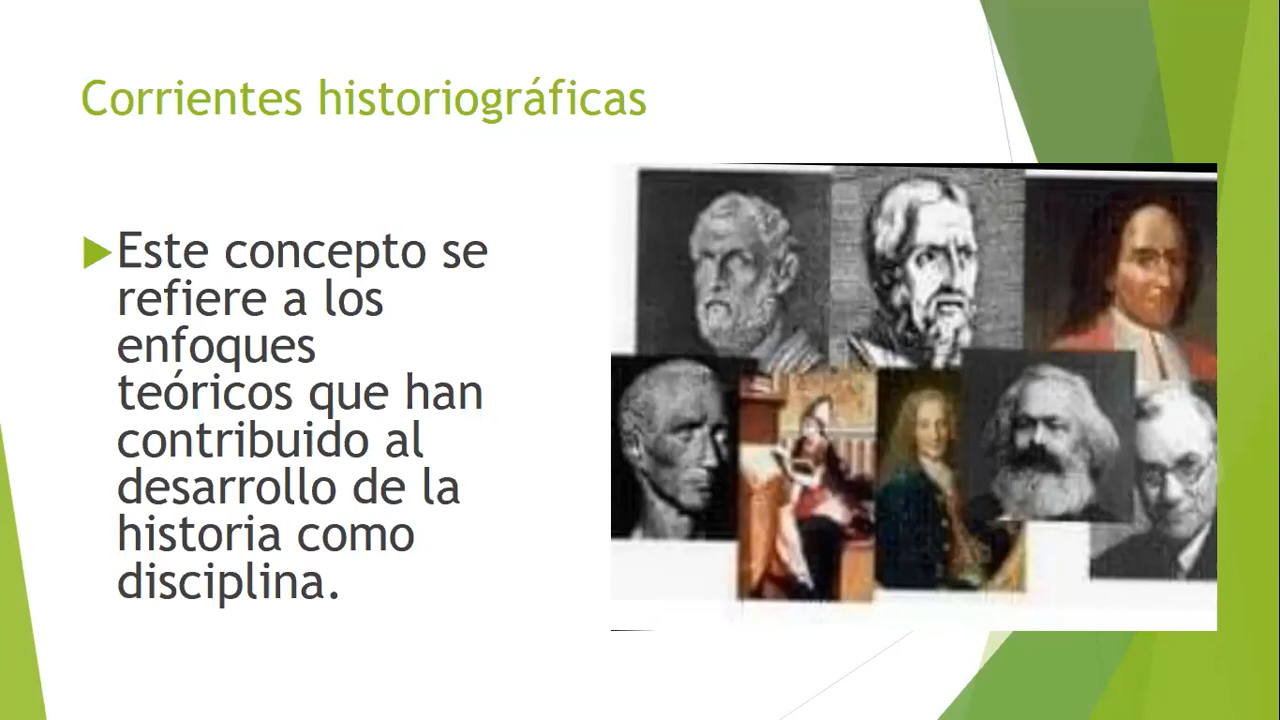 Corrientes historiográficas
Este concepto se
refiere a los
enfoques
teóricos que han
contribuido al
desarrollo de la
historia como
disciplina.